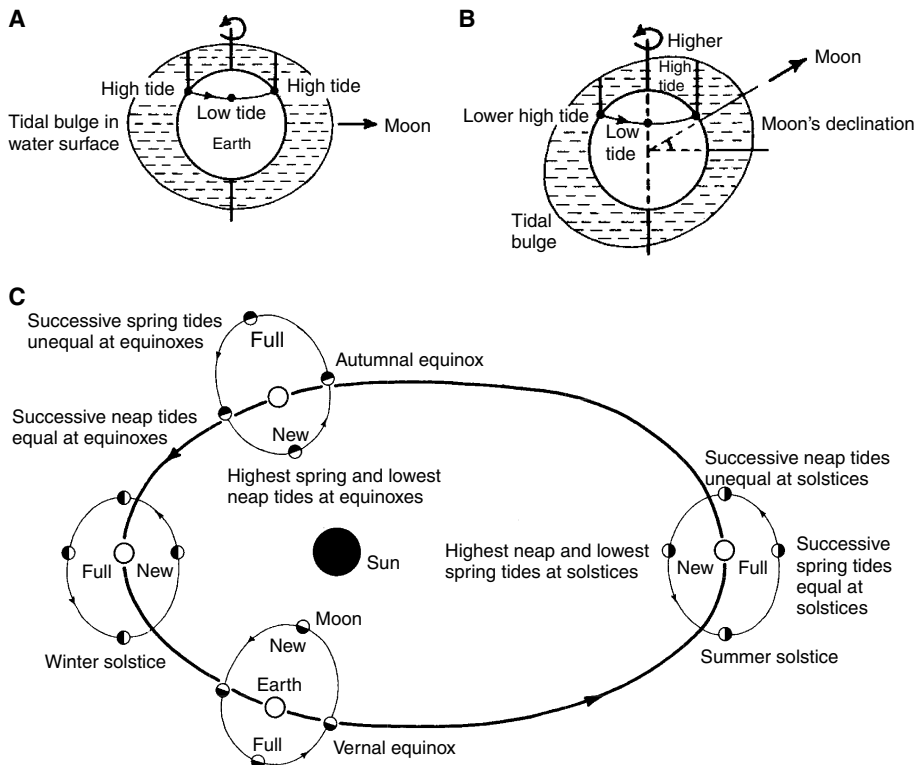 A
High tide
High tide
Low tide
Tidal bulge in
water surface
Earth
Moon
B
Higher
High
tide
Moon
Lower high tide
Low
tide
Moon's declination
Tidal
bulge
C
Successive spring tides
unequal at equinoxes
Full
Autumnal equinox
Successive neap tides
equal at equinoxes
New
Highest spring and lowest
neap tides at equinoxes
Successive neap tides
unequal at solstices
Full
New
Sun
Highest neap and lowest
spring tides at solstices
New
Full
Successive
spring tides
equal at
solstices
Winter solstice
Moon
New
Summer solstice
Earth
Full
Vernal equinox